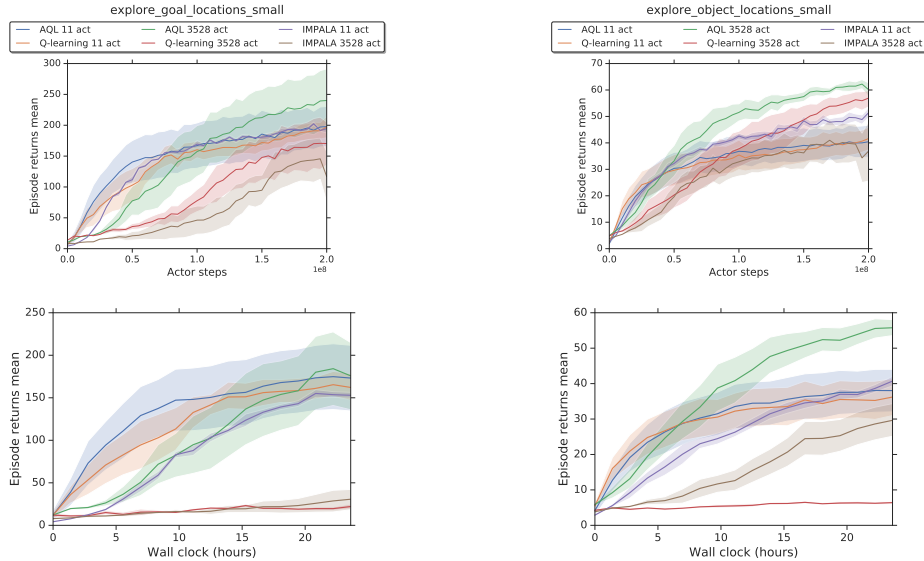 explore_goal_locations_small
AQL 11 act AQL 3528 act IMPALA 11 act
Q-learning 11 act Q-learning 3528 act IMPALA 3528 act
300
250
200
150
100
50
0
Episode returns mean
0.0 0.5 1.0 1.5 2.0
1e8
Actor steps
explore_object_locations_small
AQL 11 act AQL 3528 act IMPALA 11 act
Q-learning 11 act Q-learning 3528 act IMPALA 3528 act
70
60
50
40
30
20
10
0
Episode returns mean
0.0 0.5 1.0 1.5 2.0
1e8
Actor steps
250
200
150
100
50
0
Episode returns mean
0 5 10 15 20
Wall clock (hours)
60
50
40
30
20
10
0
Episode returns mean
0 5 10 15 20
Wall clock (hours)